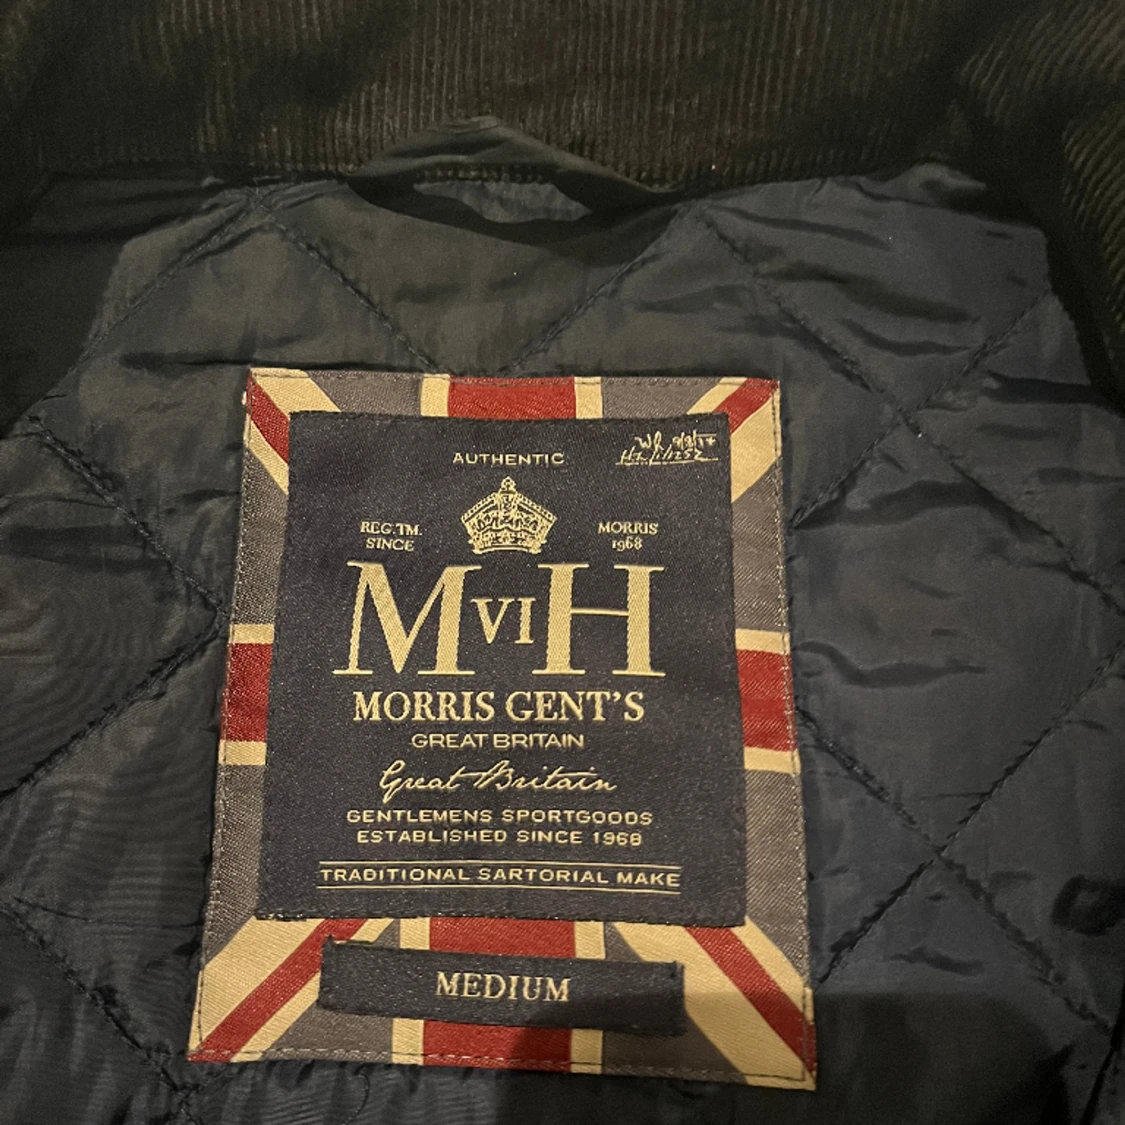 AUTHENTIC
REG.TM. MORRIS
SINCE 1968
M VI H
MORRIS GENT'S
GREAT BRITAIN
Great Britain
GENTLEMENS SPORTGOODS
ESTABLISHED SINCE 1968
TRADITIONAL SARTORIAL MAKE
MEDIUM